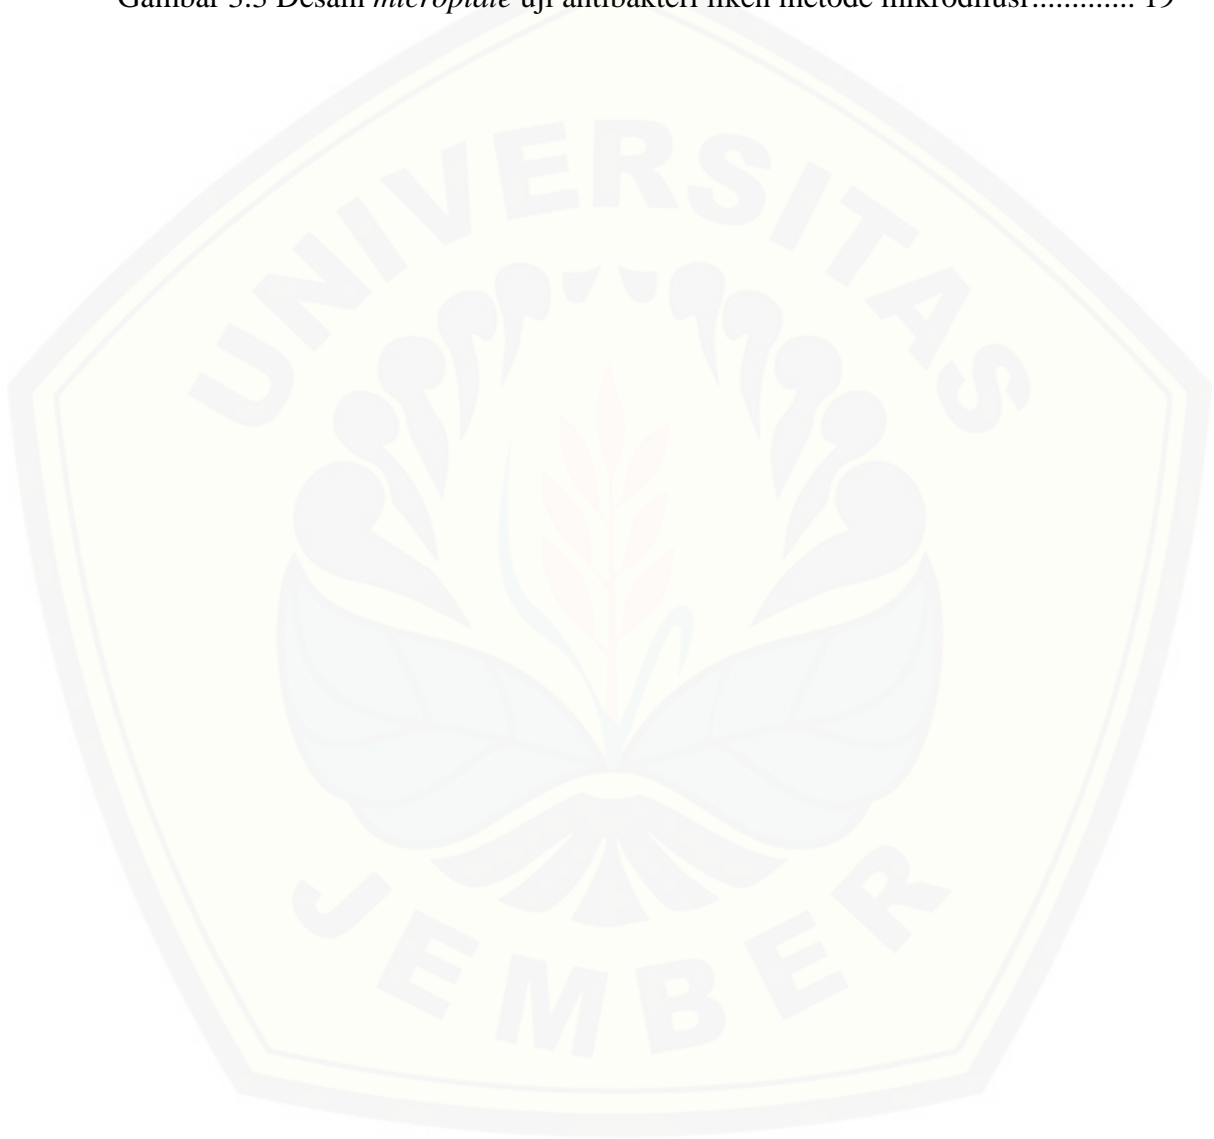 Gambar 3.3 Desain microplate uji antibakteri liken metode mikrodilusi............. 19
UNIVERSITAS
JEMBER